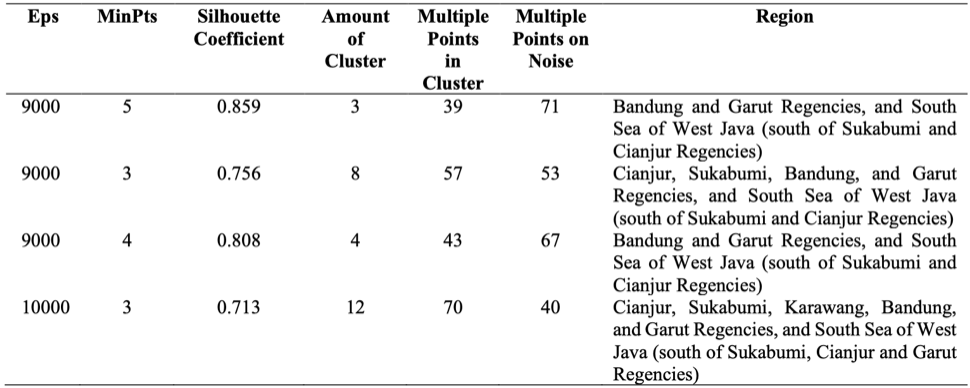 Eps MinPts Silhouette Coefficient Amount of Cluster Multiple Points in Cluster Multiple Points on Noise Region
9000 5 0.859 3 39 71 Bandung and Garut Regencies, and South
Sea of West Java (south of Sukabumi and
Cianjur Regencies)
9000 3 0.756 8 57 53 Cianjur, Sukabumi, Bandung, and Garut
Regencies, and South Sea of West Java
(south of Sukabumi and Cianjur Regencies)
9000 4 0.808 4 43 67 Bandung and Garut Regencies, and South
Sea of West Java (south of Sukabumi and
Cianjur Regencies)
10000 3 0.713 12 70 40 Cianjur, Sukabumi, Karawang, Bandung,
and Garut Regencies, and South Sea of West
Java (south of Sukabumi, Cianjur and Garut
Regencies)